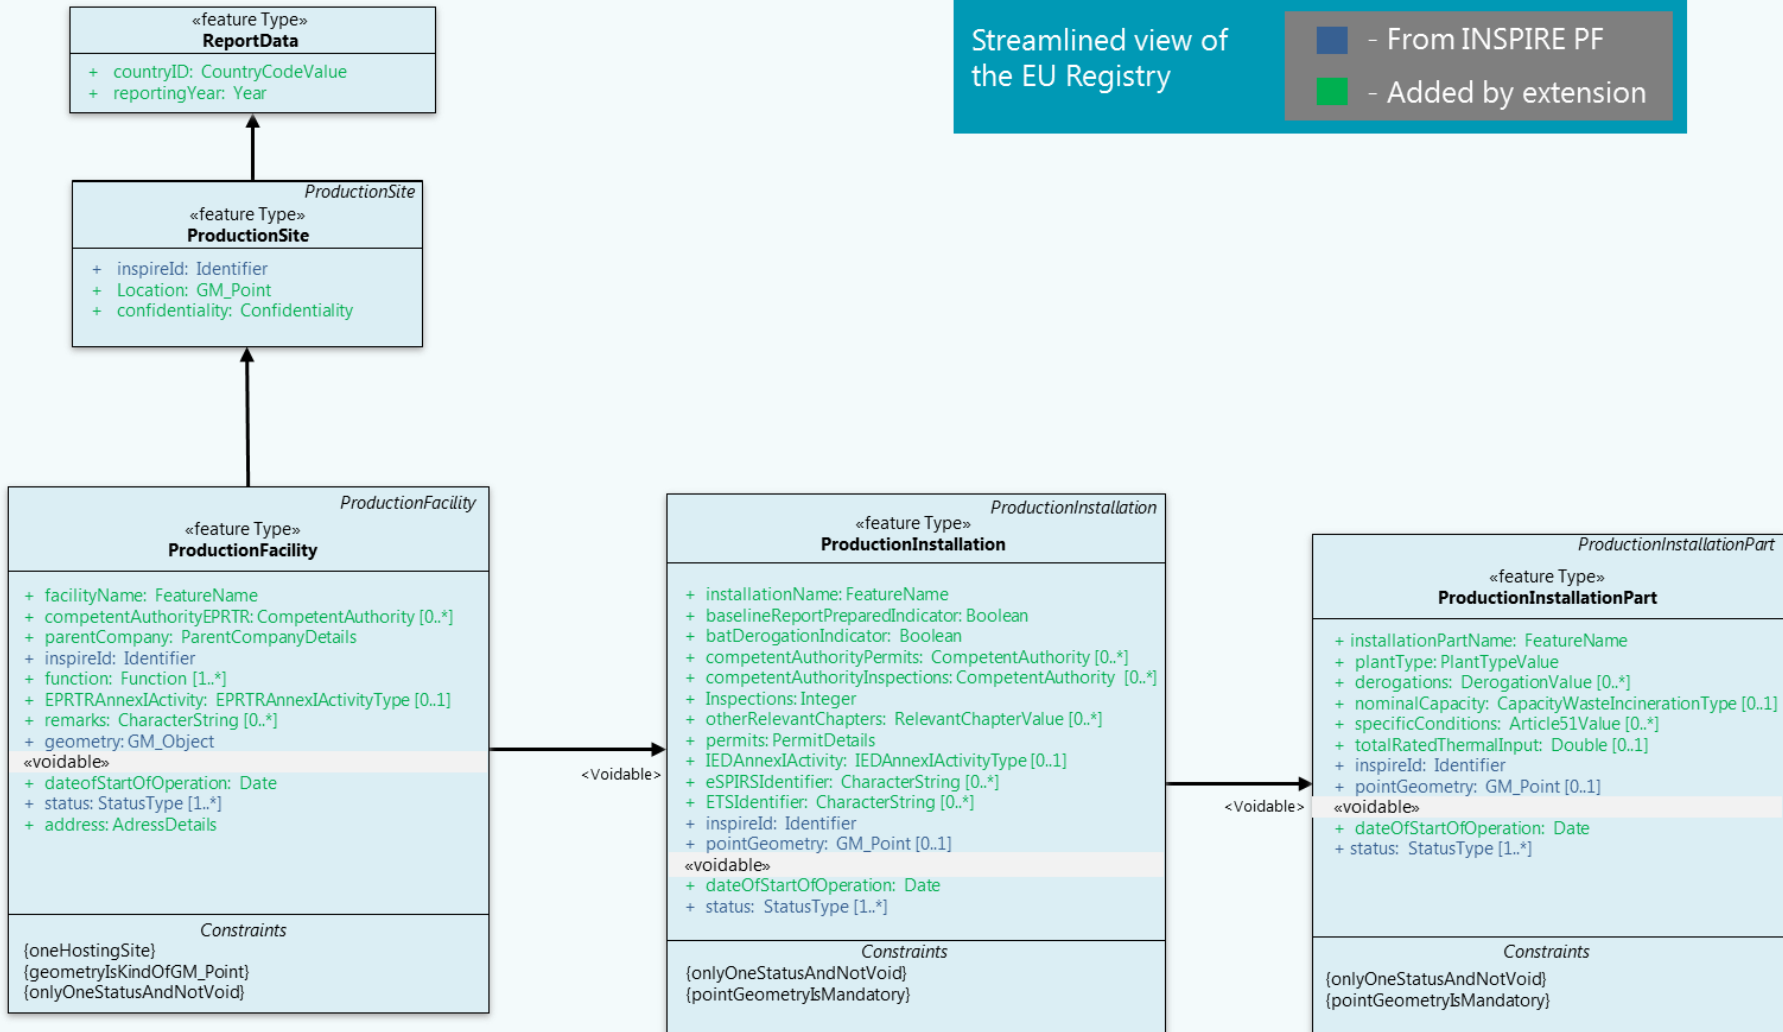 «feature Type»
ReportData
+ countryID: CountryCodeValue
+ reportingYear: Year
Streamlined view of
the EU Registry
- From INSPIRE PF
- Added by extension
ProductionSite
«feature Type»
ProductionSite
+ inspireId: Identifier
+ Location: GM_Point
+ confidentiality: Confidentiality
ProductionFacility
«feature Type»
ProductionFacility
+ facilityName: FeatureName
+ competentAuthorityEPRTR: CompetentAuthority [0..*]
+ parentCompany: ParentCompanyDetails
+ inspireId: Identifier
+ function: Function [1..*]
+ EPRTRAnnexIActivity: EPRTRAnnexIActivityType [0..1]
+ remarks: CharacterString [0..*]
+ geometry: GM_Object
«voidable»
+ dateofStartOfOperation: Date
+ status: StatusType [1..*]
+ address: AdressDetails
Constraints
{oneHostingSite}
{geometryIsKindOfGM_Point}
{onlyOneStatusAndNotVoid}
<Voidable>
ProductionInstallation
«feature Type»
ProductionInstallation
+ installationName: FeatureName
+ baselineReportPreparedIndicator: Boolean
+ batDerogationIndicator: Boolean
+ competentAuthorityPermits: CompetentAuthority [0..*]
+ competentAuthorityInspections: CompetentAuthority [0..*]
+ Inspections: Integer
+ otherRelevantChapters: RelevantChapterValue [0..*]
+ permits: PermitDetails
+ IEDAnnexIActivity: IEDAnnexIActivityType [0..1]
+ eSPIRSIdentifier: CharacterString [0..*]
+ ETSIdentifier: CharacterString [0..*]
+ inspireId: Identifier
+ pointGeometry: GM_Point [0..1]
«voidable»
+ dateOfStartOfOperation: Date
+ status: StatusType [1..*]
Constraints
{onlyOneStatusAndNotVoid}
{pointGeometryIsMandatory}
<Voidable>
ProductionInstallationPart
«feature Type»
ProductionInstallationPart
+ installationPartName: FeatureName
+ plantType: PlantTypeValue
+ derogations: DerogationValue [0..*]
+ nominalCapacity: CapacityWasteIncinerationType [0..1]
+ specificConditions: Article51Value [0..*]
+ totalRatedThermalInput: Double [0..1]
+ inspireId: Identifier
+ pointGeometry: GM_Point [0..1]
«voidable»
+ dateOfStartOfOperation: Date
+ status: StatusType [1..*]
Constraints
{onlyOneStatusAndNotVoid}
{pointGeometryIsMandatory}